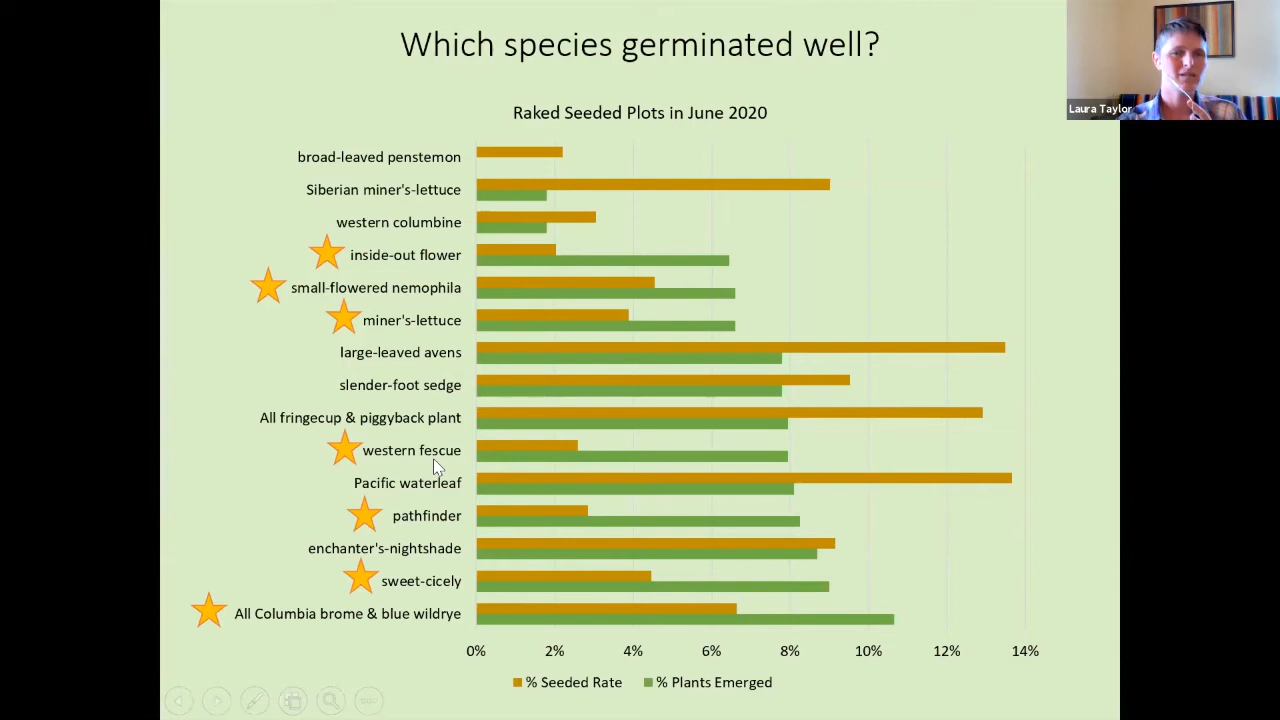 Which species germinated well?
Laura Taylor
Raked Seeded Plots in June 2020
broad-leaved penstemon
Siberian miner's-lettuce
western columbine
inside-out flower
small-flowered nemophila
miner's-lettuce
large-leaved avens
slender-foot sedge
All fringecup & piggyback plant
western fescue
Pacific waterleaf
pathfinder
enchanter's-nightshade
sweet-cicely
All Columbia brome & blue wildrye
0% 2% 4% 6% 8% 10% 12% 14%
% Seeded Rate % Plants Emerged